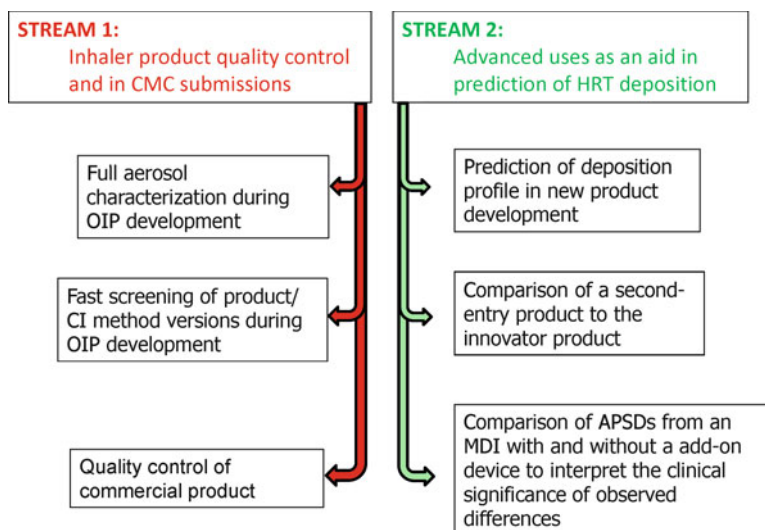 STREAM 1:
Inhaler product quality control
and in CMC submissions
Full aerosol
characterization during
OIP development
Fast screening of product/
CI method versions during
OIP development
Quality control of
commercial product
STREAM 2:
Advanced uses as an aid in
prediction of HRT deposition
Prediction of deposition
profile in new product
development
Comparison of a second-
entry product to the
innovator product
Comparison of APSDs from an
MDI with and without a add-on
device to interpret the clinical
significance of observed
differences